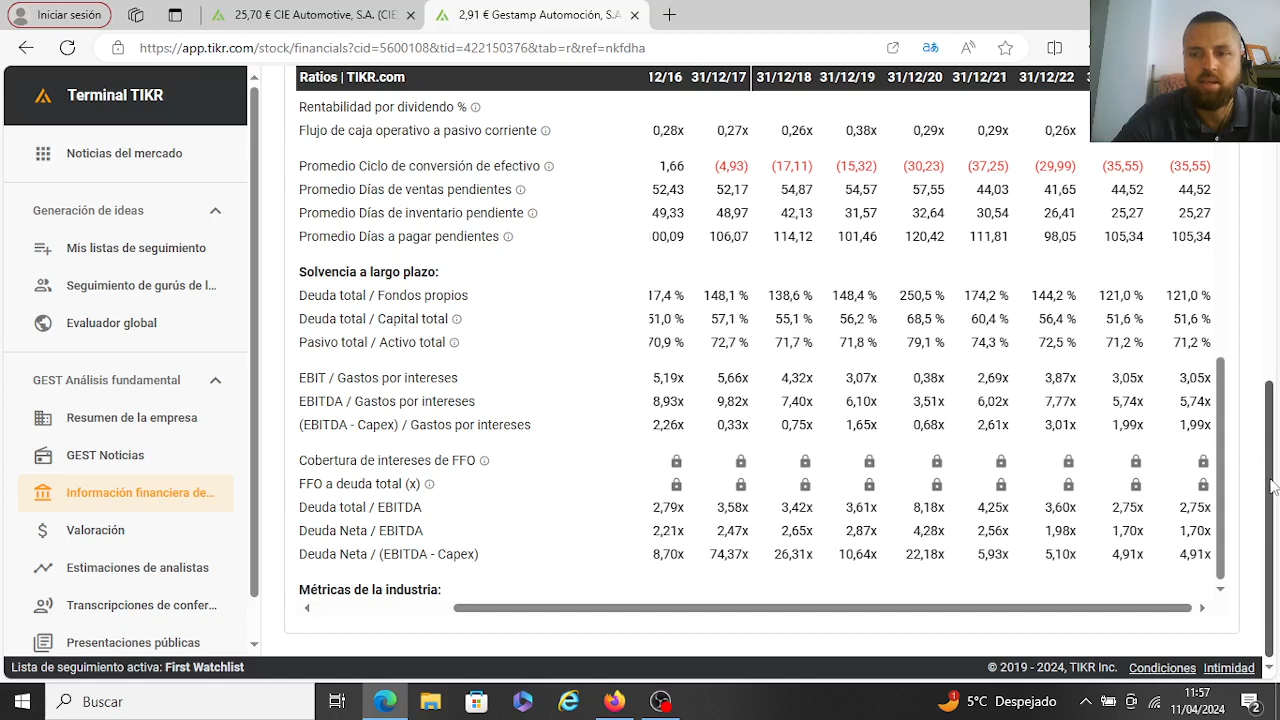 Iniciar sesión
25,70 € CIE Automotive, S.A. (CIE
2,91 € Gestamp Automoción, S.A
https://app.tikr.com/stock/financials?cid=5600108&tid=422150376&tab=r&ref=nkfdha
Terminal TIKR
Noticias del mercado
Generación de ideas
Mis listas de seguimiento
Seguimiento de gurús de l...
Evaluador global
GEST Análisis fundamental
Resumen de la empresa
GEST Noticias
Información financiera de...
Valoración
Estimaciones de analistas
Transcripciones de confer...
Presentaciones públicas
Ratios | TIKR.com 12/16 31/12/17 31/12/18 31/12/19 31/12/20 31/12/21 31/12/22
Rentabilidad por dividendo %
Flujo de caja operativo a pasivo corriente 0,28x 0,27x 0,26x 0,38x 0,29x 0,29x 0,26x
Promedio Ciclo de conversión de efectivo 1,66 (4,93) (17,11) (15,32) (30,23) (37,25) (29,99) (35,55) (35,55)
Promedio Días de ventas pendientes 52,43 52,17 54,87 54,57 57,55 44,03 41,65 44,52 44,52
Promedio Días de inventario pendiente 49,33 48,97 42,13 31,57 32,64 30,54 26,41 25,27 25,27
Promedio Días a pagar pendientes 00,09 106,07 114,12 101,46 120,42 111,81 98,05 105,34 105,34
Solvencia a largo plazo:
Deuda total / Fondos propios 17,4 % 148,1 % 138,6 % 148,4 % 250,5 % 174,2 % 144,2 % 121,0 % 121,0 %
Deuda total / Capital total 51,0 % 57,1 % 55,1 % 56,2 % 68,5 % 60,4 % 56,4 % 51,6 % 51,6 %
Pasivo total / Activo total 70,9 % 72,7 % 71,7 % 71,8 % 79,1 % 74,3 % 72,5 % 71,2 % 71,2 %
EBIT / Gastos por intereses 5,19x 5,66x 4,32x 3,07x 0,38x 2,69x 3,87x 3,05x 3,05x
EBITDA / Gastos por intereses 8,93x 9,82x 7,40x 6,10x 3,51x 6,02x 7,77x 5,74x 5,74x
(EBITDA - Capex) / Gastos por intereses 2,26x 0,33x 0,75x 1,65x 0,68x 2,61x 3,01x 1,99x 1,99x
Cobertura de intereses de FFO
FFO a deuda total (x)
Deuda total / EBITDA 2,79x 3,58x 3,42x 3,61x 8,18x 4,25x 3,60x 2,75x 2,75x
Deuda Neta / EBITDA 2,21x 2,47x 2,65x 2,87x 4,28x 2,56x 1,98x 1,70x 1,70x
Deuda Neta / (EBITDA - Capex) 8,70x 74,37x 26,31x 10,64x 22,18x 5,93x 5,10x 4,91x 4,91x
Métricas de la industria:
Lista de seguimiento activa: First Watchlist
© 2019 - 2024, TIKR Inc. Condiciones Intimidad
Buscar
1
5°C Despejado
11:57
11/04/2024
2